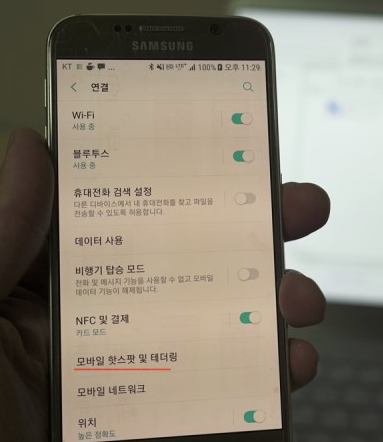 SAMSUNG
KT ... 100% 오후 11:29
연결
Wi-Fi
사용 중
블루투스
사용 중
휴대전화 검색 설정
다른 디바이스에서 내 휴대전화를 찾고 파일을
전송할 수 있도록 허용합니다.
데이터 사용
비행기 탑승 모드
전화 및 메시지 기능을 사용할 수 없고 모바일
데이터 기능이 해제됩니다.
NFC 및 결제
카드 모드
모바일 핫스팟 및 테더링
모바일 네트워크
위치
높은 정확도